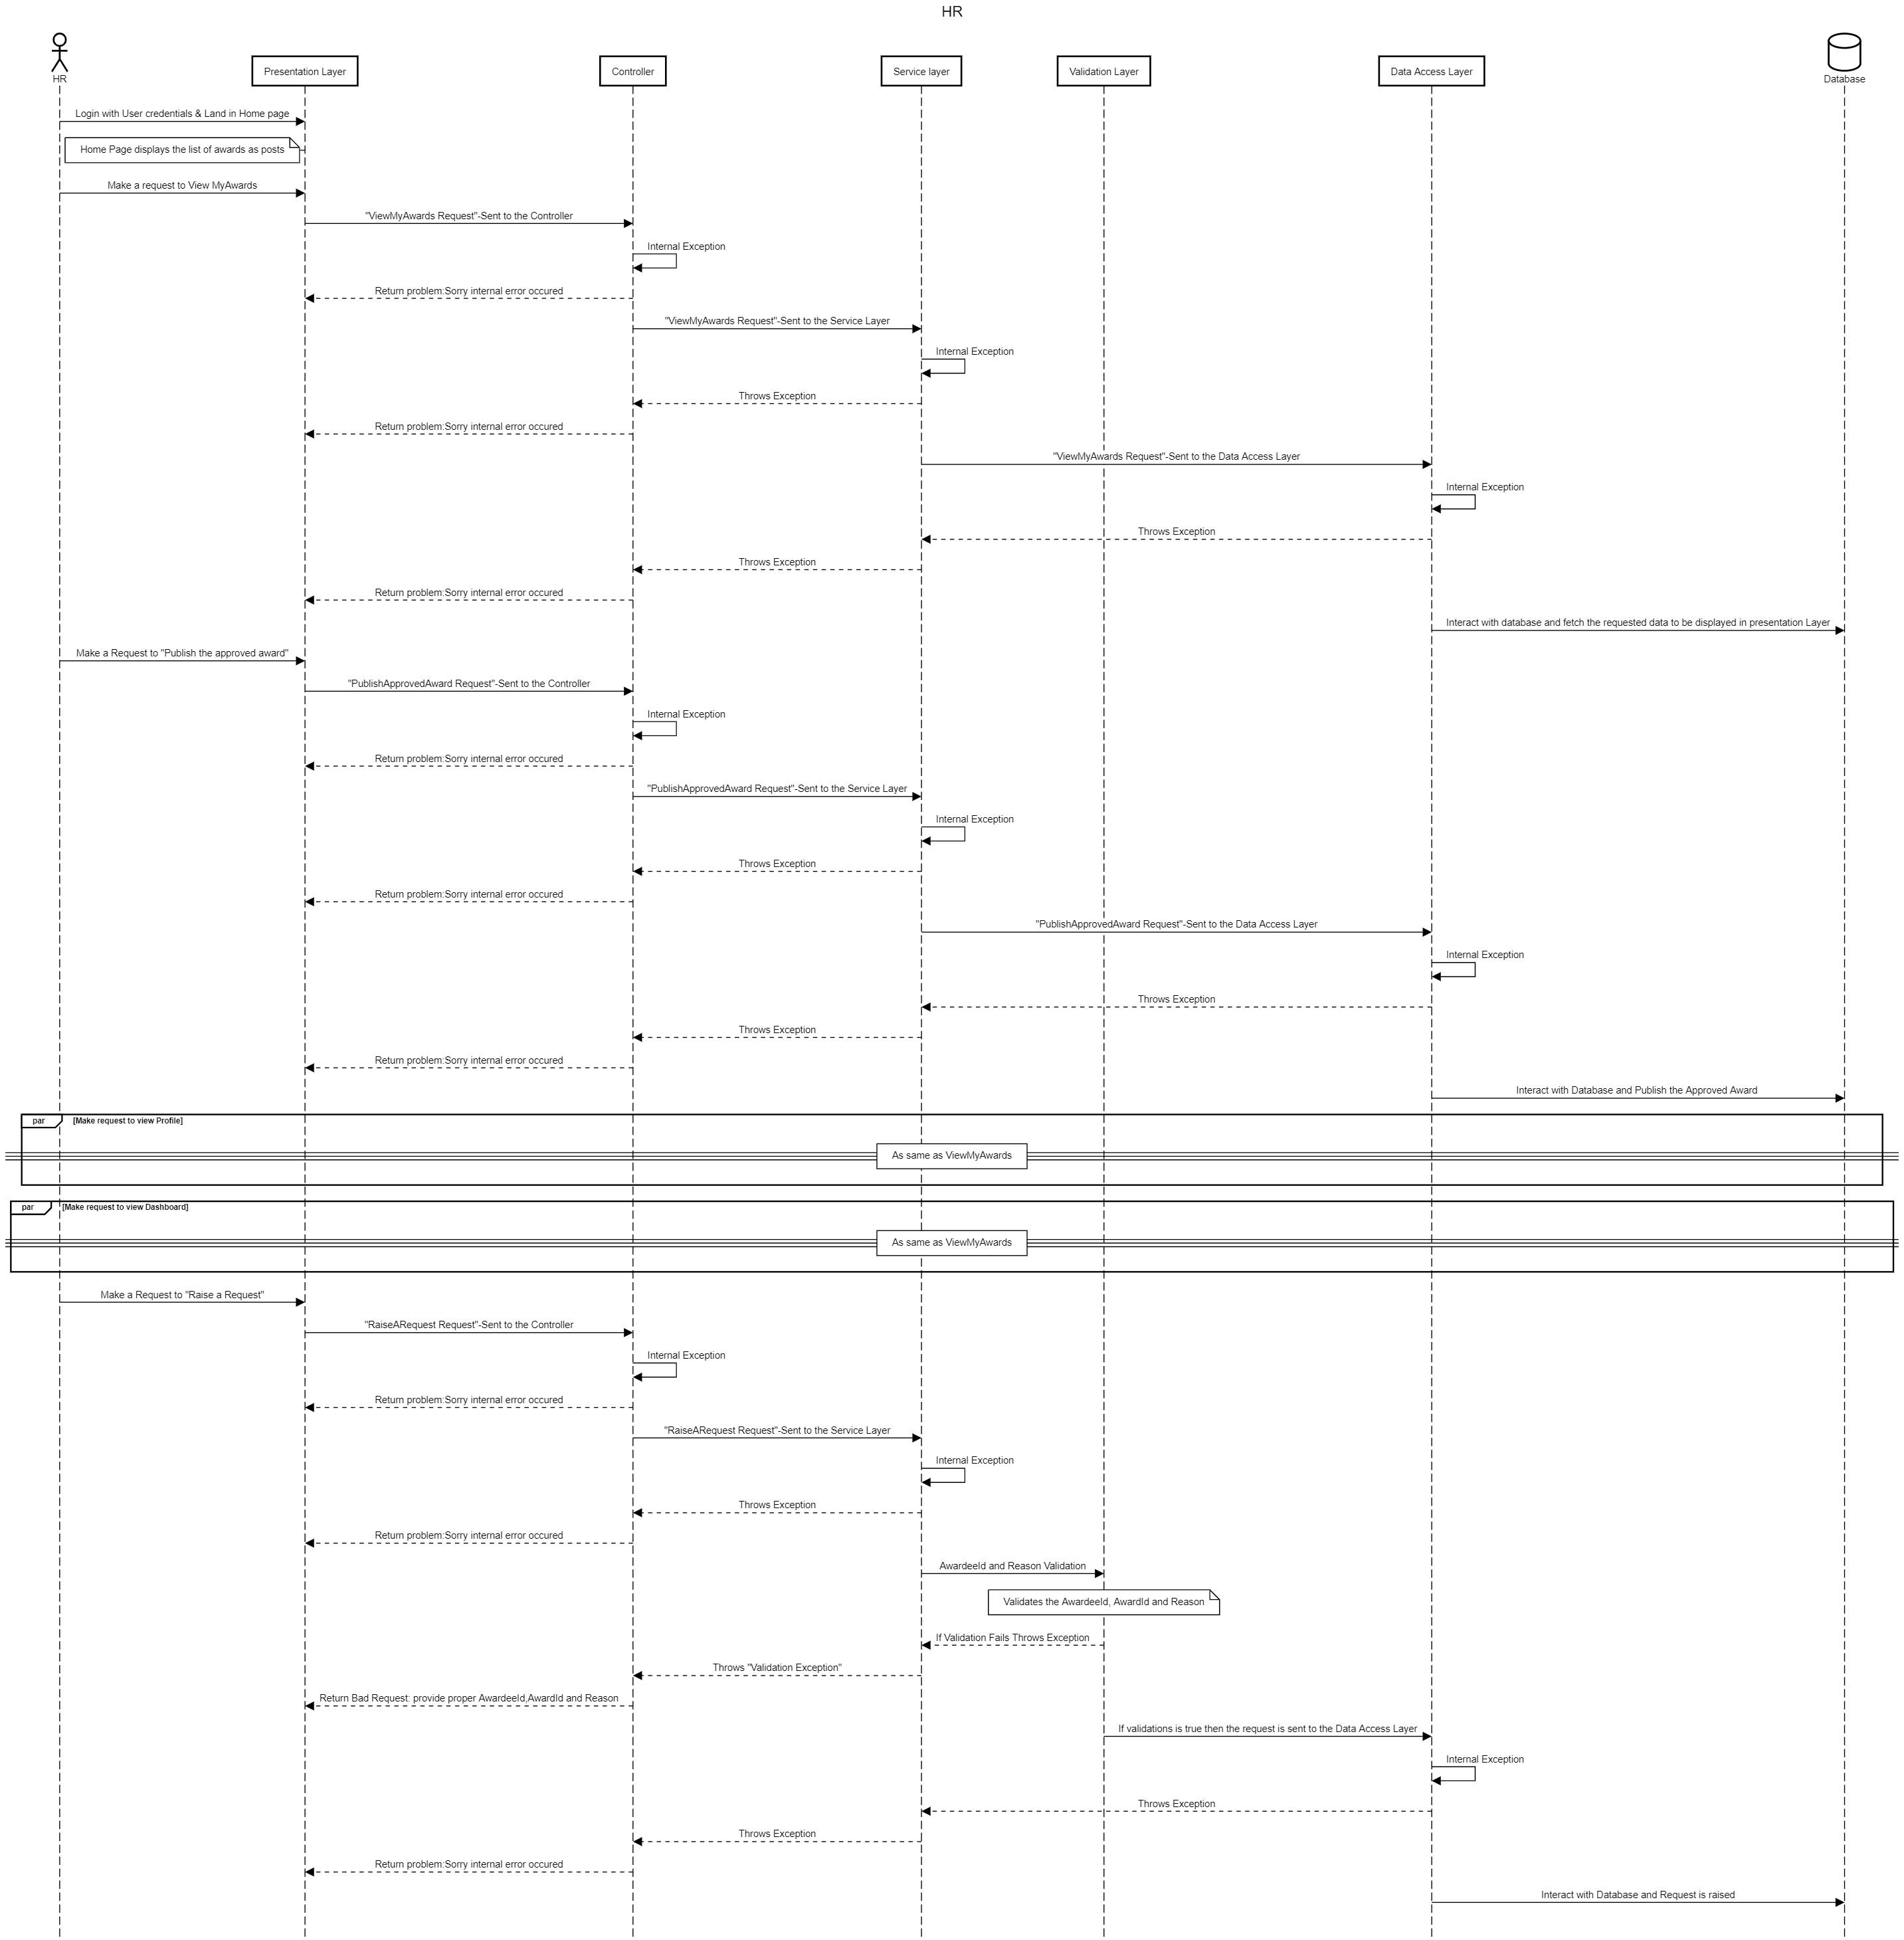 HR
HR
Presentation Layer
Controller
Service layer
Validation Layer
Data Access Layer
Database
Login with User credentials & Land in Home page
Home Page displays the list of awards as posts
Make a request to View MyAwards
"ViewMyAwards Request"-Sent to the Controller
Internal Exception
Return problem:Sorry internal error occured
"ViewMyAwards Request"-Sent to the Service Layer
Internal Exception
Throws Exception
Return problem:Sorry internal error occured
"ViewMyAwards Request"-Sent to the Data Access Layer
Internal Exception
Throws Exception
Throws Exception
Return problem:Sorry internal error occured
Interact with database and fetch the requested data to be displayed in presentation Layer
Make a Request to "Publish the approved award"
"PublishApprovedAward Request"-Sent to the Controller
Internal Exception
Return problem:Sorry internal error occured
"PublishApprovedAward Request"-Sent to the Service Layer
Internal Exception
Throws Exception
Return problem:Sorry internal error occured
"PublishApprovedAward Request"-Sent to the Data Access Layer
Internal Exception
Throws Exception
Throws Exception
Return problem:Sorry internal error occured
Interact with Database and Publish the Approved Award
par [Make request to view Profile]
As same as ViewMyAwards
par [Make request to view Dashboard]
As same as ViewMyAwards
Make a Request to "Raise a Request"
"RaiseARequest Request"-Sent to the Controller
Internal Exception
Return problem:Sorry internal error occured
"RaiseARequest Request"-Sent to the Service Layer
Internal Exception
Throws Exception
Return problem:Sorry internal error occured
AwardeeId and Reason Validation
Validates the AwardeeId, AwardId and Reason
If Validation Fails Throws Exception
Throws "Validation Exception"
Return Bad Request: provide proper AwardeeId,AwardId and Reason
If validations is true then the request is sent to the Data Access Layer
Internal Exception
Throws Exception
Throws Exception
Return problem:Sorry internal error occured
Interact with Database and Request is raised